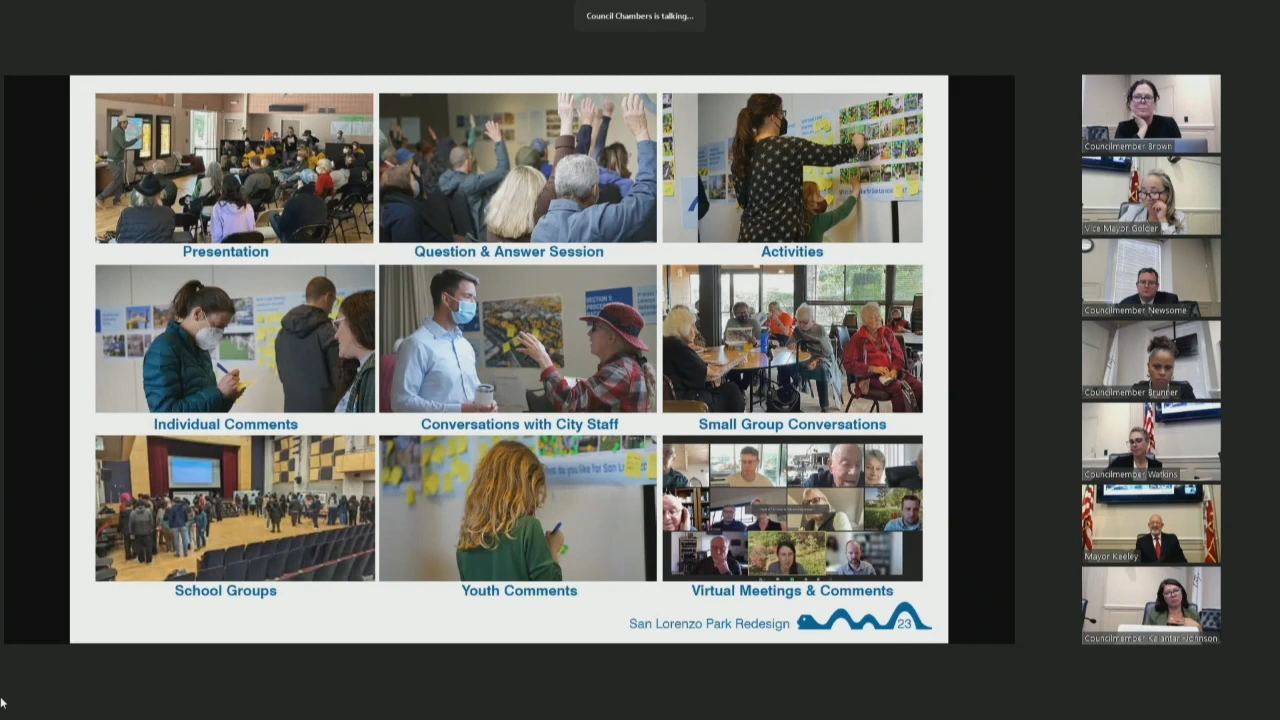 Council Chambers is talking...
Presentation
Question & Answer Session
Activities
Individual Comments
Conversations with City Staff
Small Group Conversations
School Groups
Youth Comments
Virtual Meetings & Comments
San Lorenzo Park Redesign
23
Councilmember Brown
Vice Mayor Golder
Councilmember Newsome
Councilmember Brunner
Councilmember Watkins
Mayor Keeley
Councilmember Kalantari-Johnson